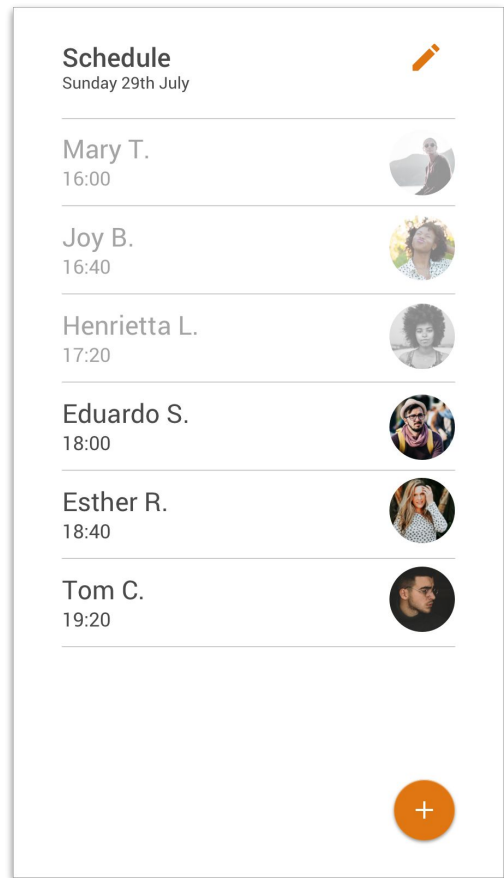 Schedule
Sunday 29th July
Mary T.
16:00
Joy B.
16:40
Henrietta L.
17:20
Eduardo S.
18:00
Esther R.
18:40
Tom C.
19:20
+